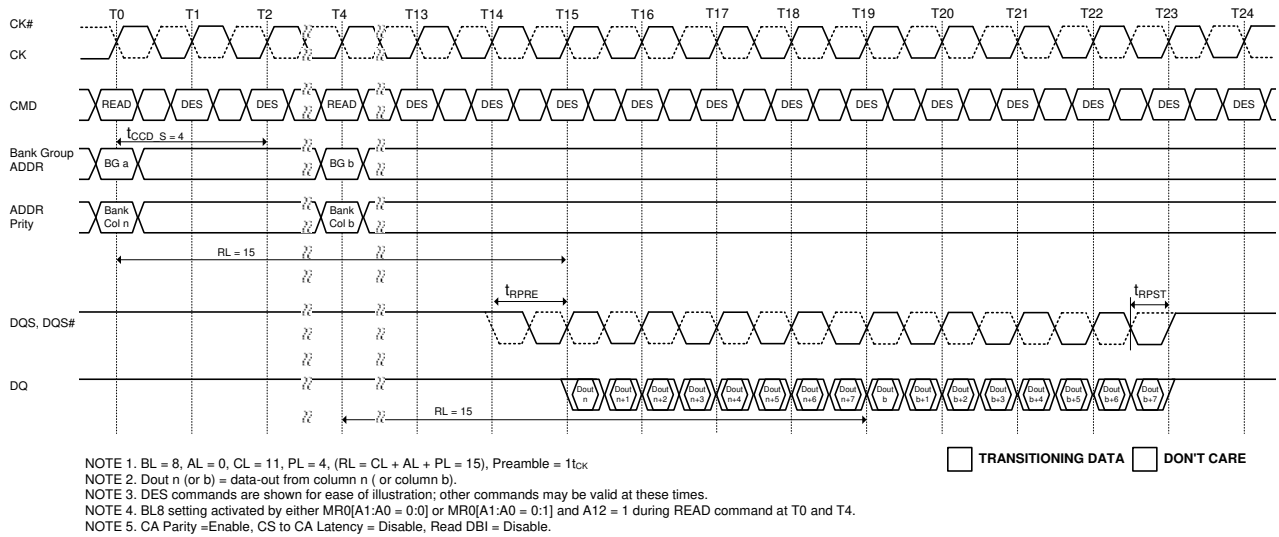 T0 T1 T2 T4 T13 T14 T15 T16 T17 T18 T19 T20 T21 T22 T23 T24
CK#
CK
CMD READ DES DES READ DES DES DES DES DES DES DES DES DES DES DES DES
tCCD_S = 4
Bank Group
ADDR
BG a BG b
ADDR
Prity
Bank
Col n
Bank
Col b
RL = 15
tRPRE tRPST
DQS, DQS#
DQ
Dout n Dout n+1 Dout n+2 Dout n+3 Dout n+4 Dout n+5 Dout n+6 Dout n+7 Dout b Dout b+1 Dout b+2 Dout b+3 Dout b+4 Dout b+5 Dout b+6 Dout b+7
RL = 15
NOTE 1. BL = 8, AL = 0, CL = 11, PL = 4, (RL = CL + AL + PL = 15), Preamble = 1tCK
NOTE 2. Dout n (or b) = data-out from column n ( or column b).
NOTE 3. DES commands are shown for ease of illustration; other commands may be valid at these times.
NOTE 4. BL8 setting activated by either MR0[A1:A0 = 0:0] or MR0[A1:A0 = 0:1] and A12 = 1 during READ command at T0 and T4.
NOTE 5. CA Parity =Enable, CS to CA Latency = Disable, Read DBI = Disable.
TRANSITIONING DATA DON'T CARE